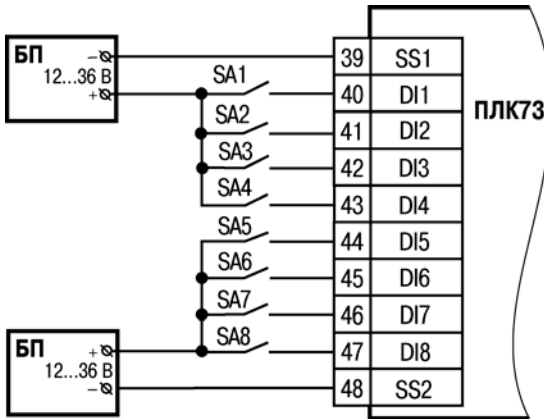 БП
–
12...36 В
+
SA1
SA2
SA3
SA4
SA5
SA6
SA7
SA8
БП
+
12...36 В
–
39 SS1
40 DI1
41 DI2
42 DI3
43 DI4
44 DI5
45 DI6
46 DI7
47 DI8
48 SS2
ПЛК73